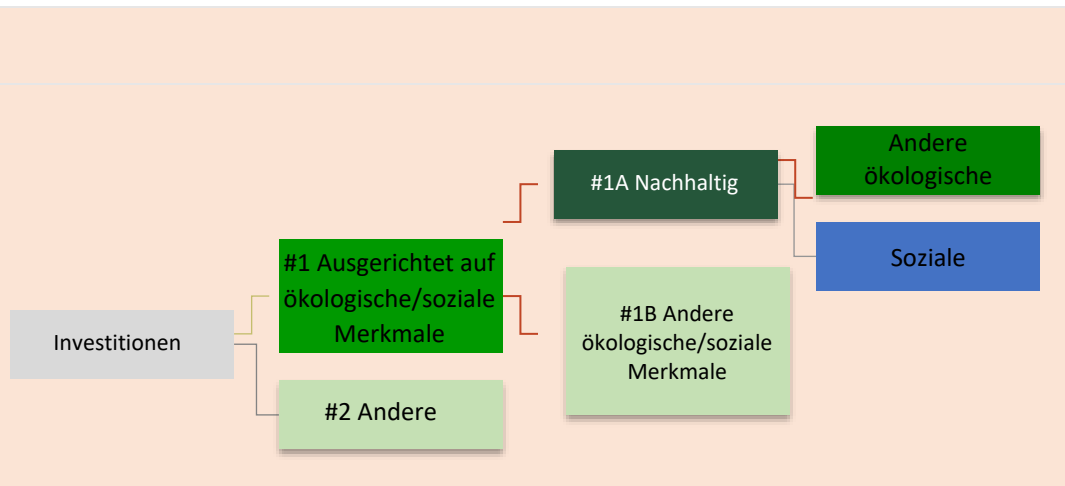 Investitionen
#1 Ausgerichtet auf
ökologische/soziale
Merkmale
#2 Andere
#1A Nachhaltig
#1B Andere
ökologische/soziale
Merkmale
Andere
ökologische
Soziale